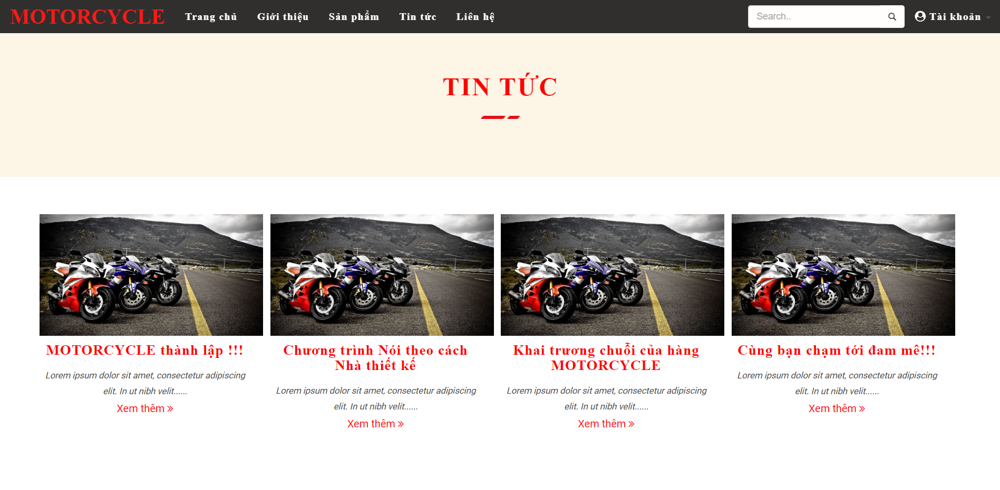 MOTORCYCLE Trang chủ Giới thiệu Sản phẩm Tin tức Liên hệ Search.. Tài khoản
TIN TỨC
MOTORCYCLE thành lập !!!
Lorem ipsum dolor sit amet, consectetur adipiscing
elit. In ut nibh velit......
Xem thêm »
Chương trình Nói theo cách
Nhà thiết kế
Lorem ipsum dolor sit amet, consectetur adipiscing
elit. In ut nibh velit......
Xem thêm »
Khai trương chuỗi của hàng
MOTORCYCLE
Lorem ipsum dolor sit amet, consectetur adipiscing
elit. In ut nibh velit......
Xem thêm »
Cùng bạn chạm tới đam mê!!!
Lorem ipsum dolor sit amet, consectetur adipiscing
elit. In ut nibh velit......
Xem thêm »